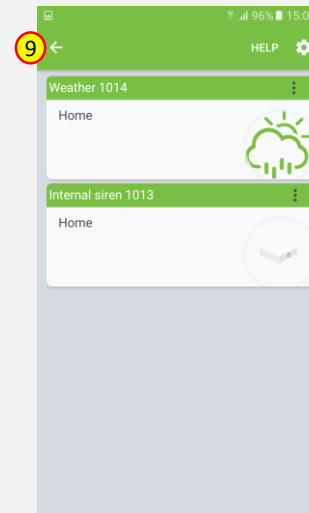 96% 15:0
9 HELP
Weather 1014
Home
Internal siren 1013
Home